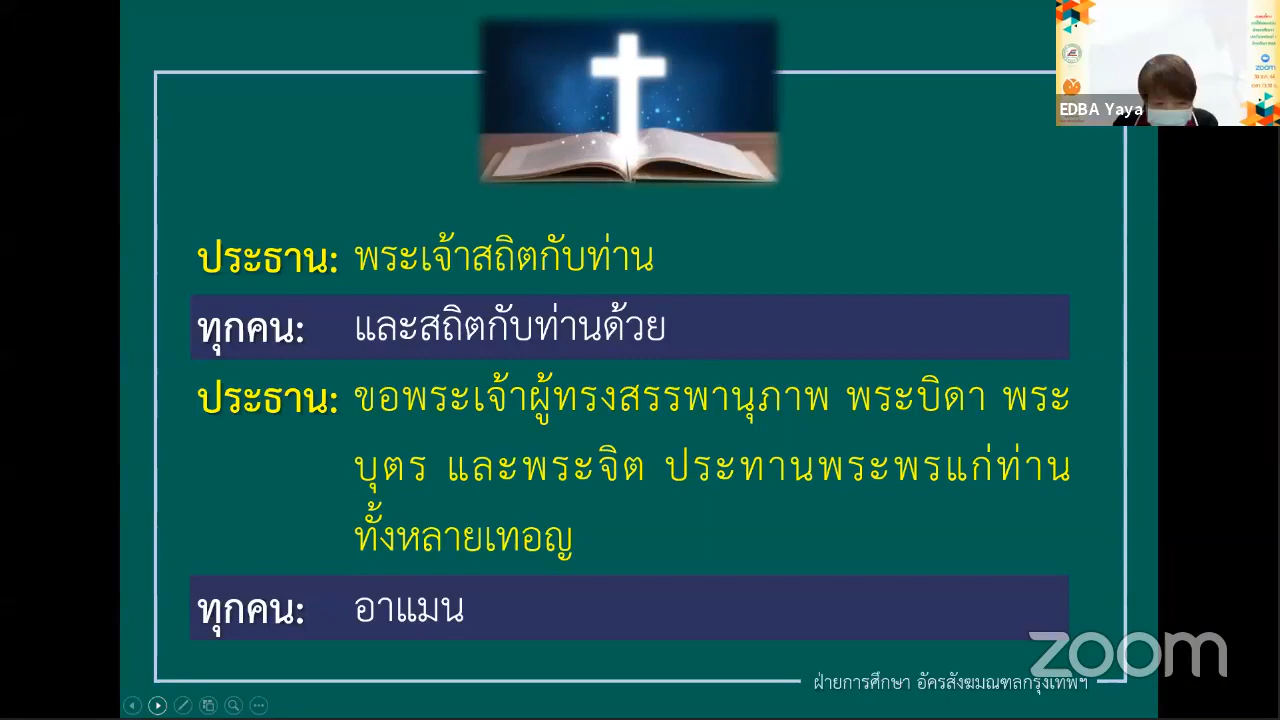 EDBA Yaya
zoom
ประธาน: พระเจ้าสถิตกับท่าน
ทุกคน: และสถิตกับท่านด้วย
ประธาน: ขอพระเจ้าผู้ทรงสรรพานุภาพ พระบิดา พระ
บุตร และพระจิต ประทานพระพรแก่ท่าน
ทั้งหลายเทอญ
ทุกคน: อาแมน
zoom
ฝ่ายการศึกษา อัครสังฆมณฑลกรุงเทพฯ